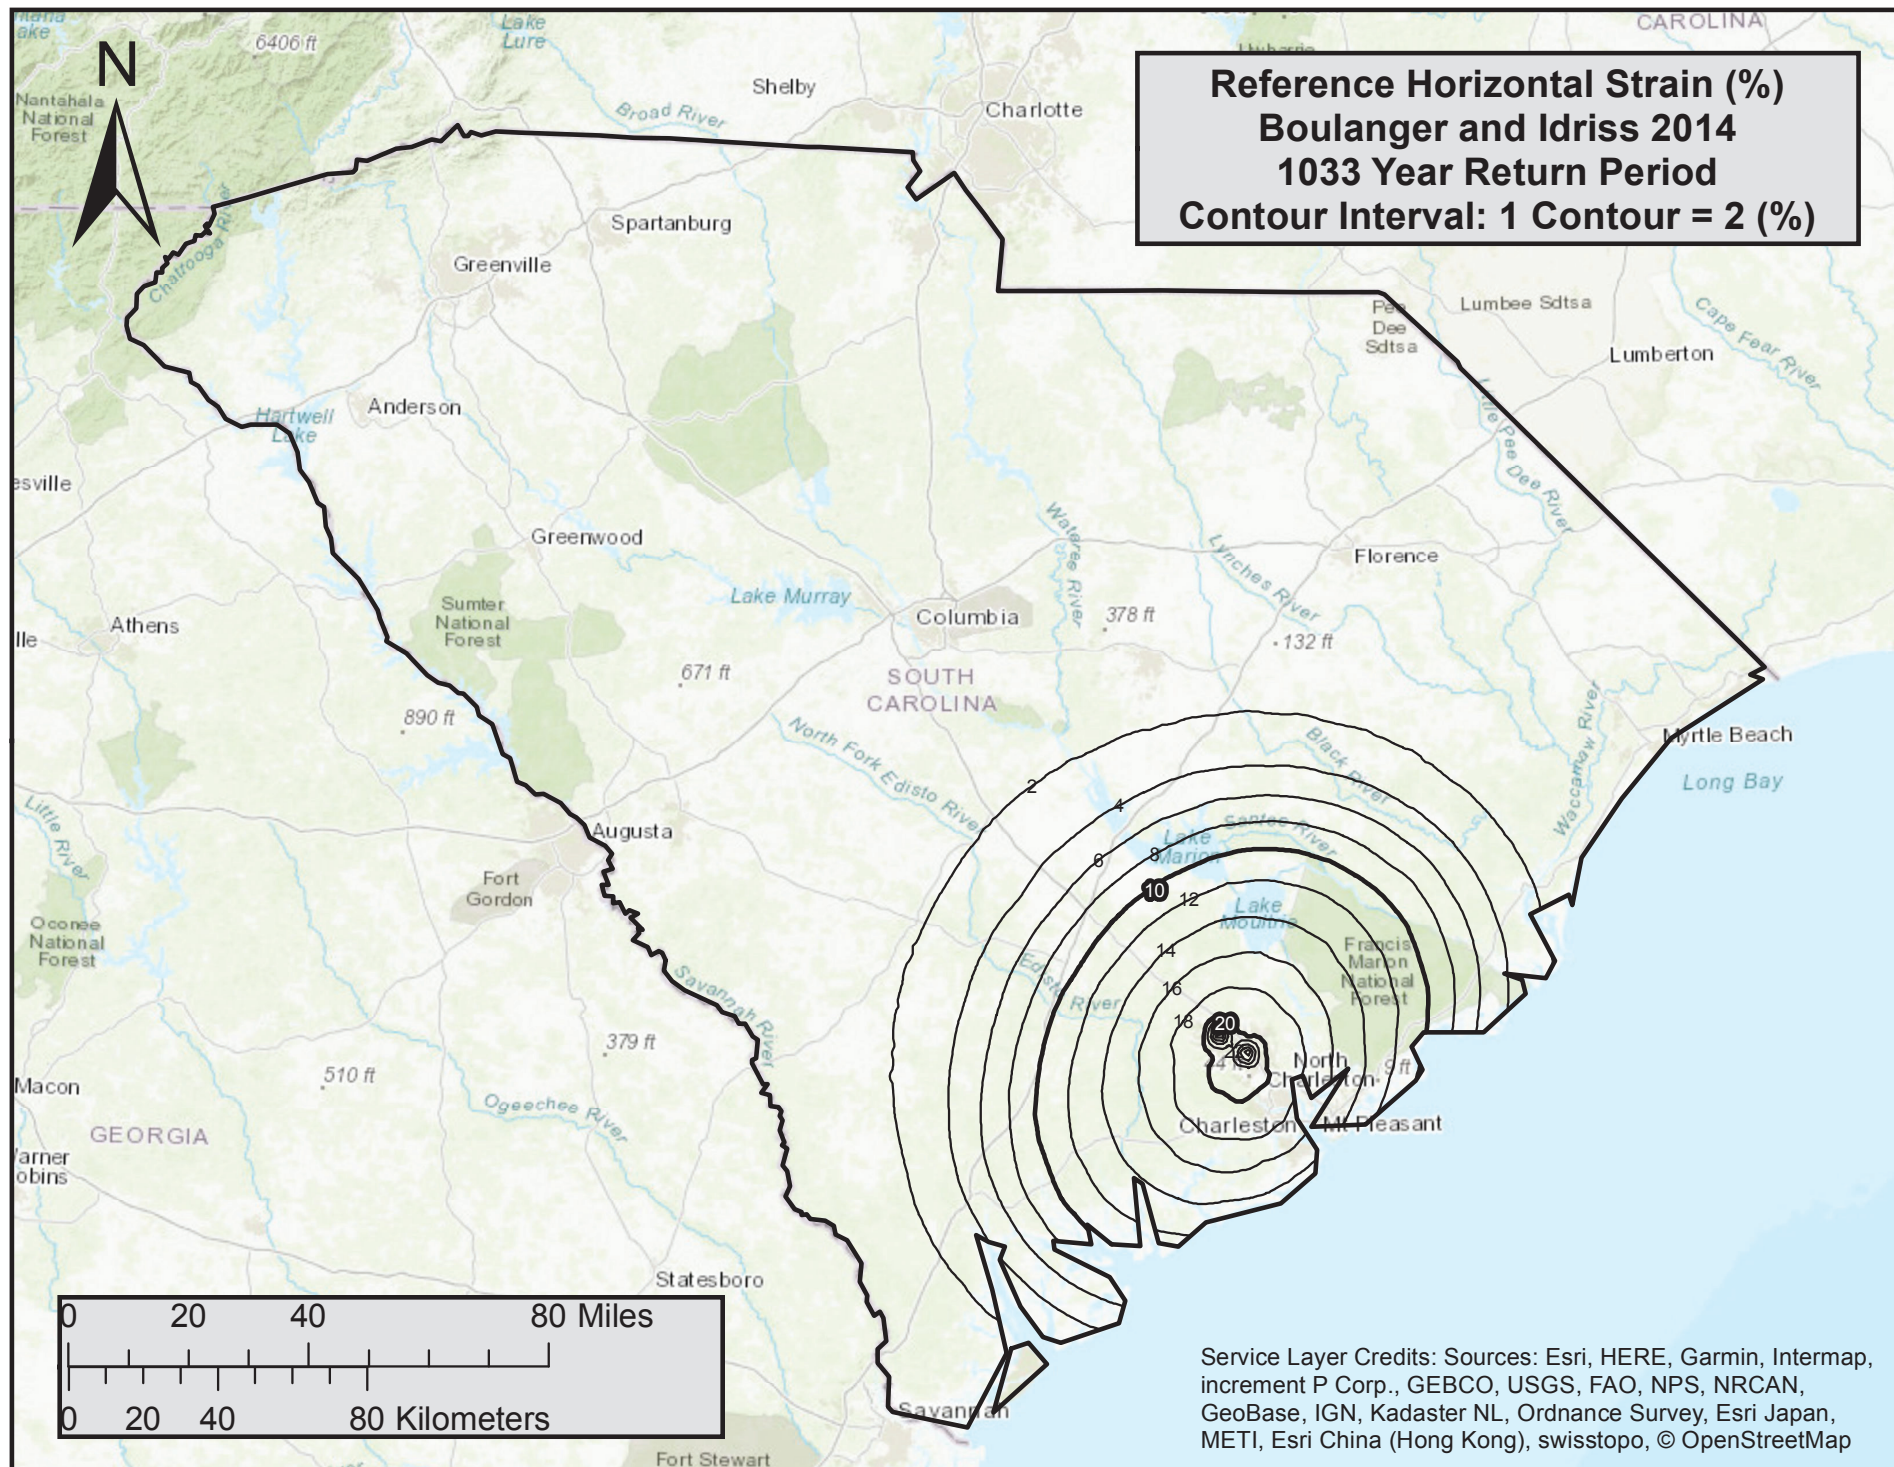 CAROLINA
6406 ft
Lake
Lure
N
Shelby
Charlotte
Broad River
Nantahala
National
Forest
Reference Horizontal Strain (%)
Boulanger and Idriss 2014
1033 Year Return Period
Contour Interval: 1 Contour = 2 (%)
Spartanburg
Greenville
Chatrooga River
Pee
Dee
Sdtsa
Lumbee Sdtsa
Cape Fear River
Lumberton
Anderson
Hartwell
Lake
Little Pee Dee River
esville
Greenwood
Wateree River
Lynches River
Florence
Sumter
National
Forest
Lake Murray
Columbia
378 ft
132 ft
Athens
lle
671 ft
SOUTH
CAROLINA
890 ft
North Fork Edisto River
Black River
Waccamaw River
Myrtle Beach
Long Bay
2
4
Little River
Augusta
Santee River
Lake
Marion
6
8
10
12
Fort
Gordon
Lake
Moultrie
Oconee
National
Forest
Francis
Marion
National
Forest
14
Edisto River
16
Savannah River
18
20
22
44 ft
North
Charleston
9 ft
379 ft
510 ft
Macon
Ogeechee River
GEORGIA
Charleston
Mt Pleasant
arner
obins
Statesboro
0 20 40 80 Miles
0 20 40 80 Kilometers
Savannah
Fort Stewart
Service Layer Credits: Sources: Esri, HERE, Garmin, Intermap,
increment P Corp., GEBCO, USGS, FAO, NPS, NRCAN,
GeoBase, IGN, Kadaster NL, Ordnance Survey, Esri Japan,
METI, Esri China (Hong Kong), swisstopo, © OpenStreetMap